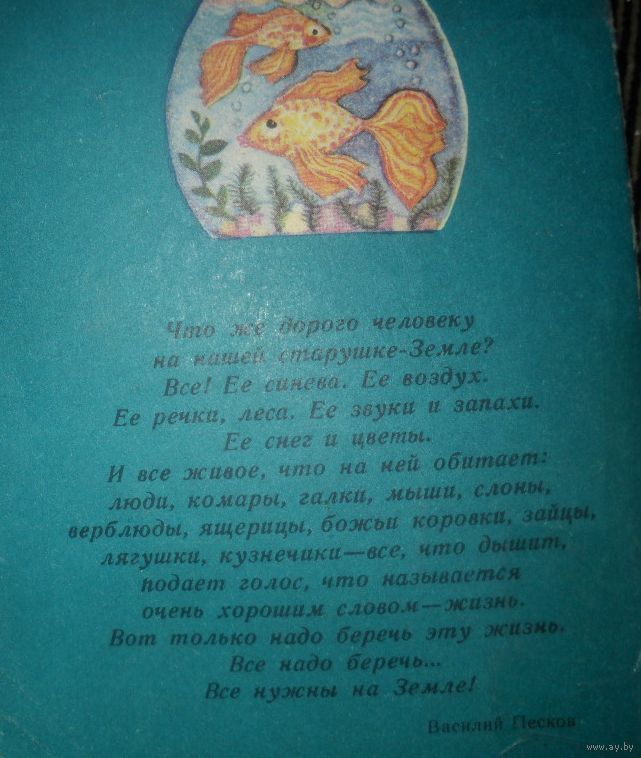 Что же дорого человеку
на нашей старушке-Земле?
Все! Ее синева. Ее воздух.
Ее речки, леса. Ее звуки и запахи.
Ее снег и цветы.
И все живое, что на ней обитает:
люди, комары, галки, мыши, слоны,
верблюды, ящерицы, божьи коровки, зайцы,
лягушки, кузнечики—все, что дышит,
подает голос, что называется
очень хорошим словом—жизнь.
Вот только надо беречь эту жизнь.
Все надо беречь...
Все нужны на Земле!
Василий Песков
www.ay.by